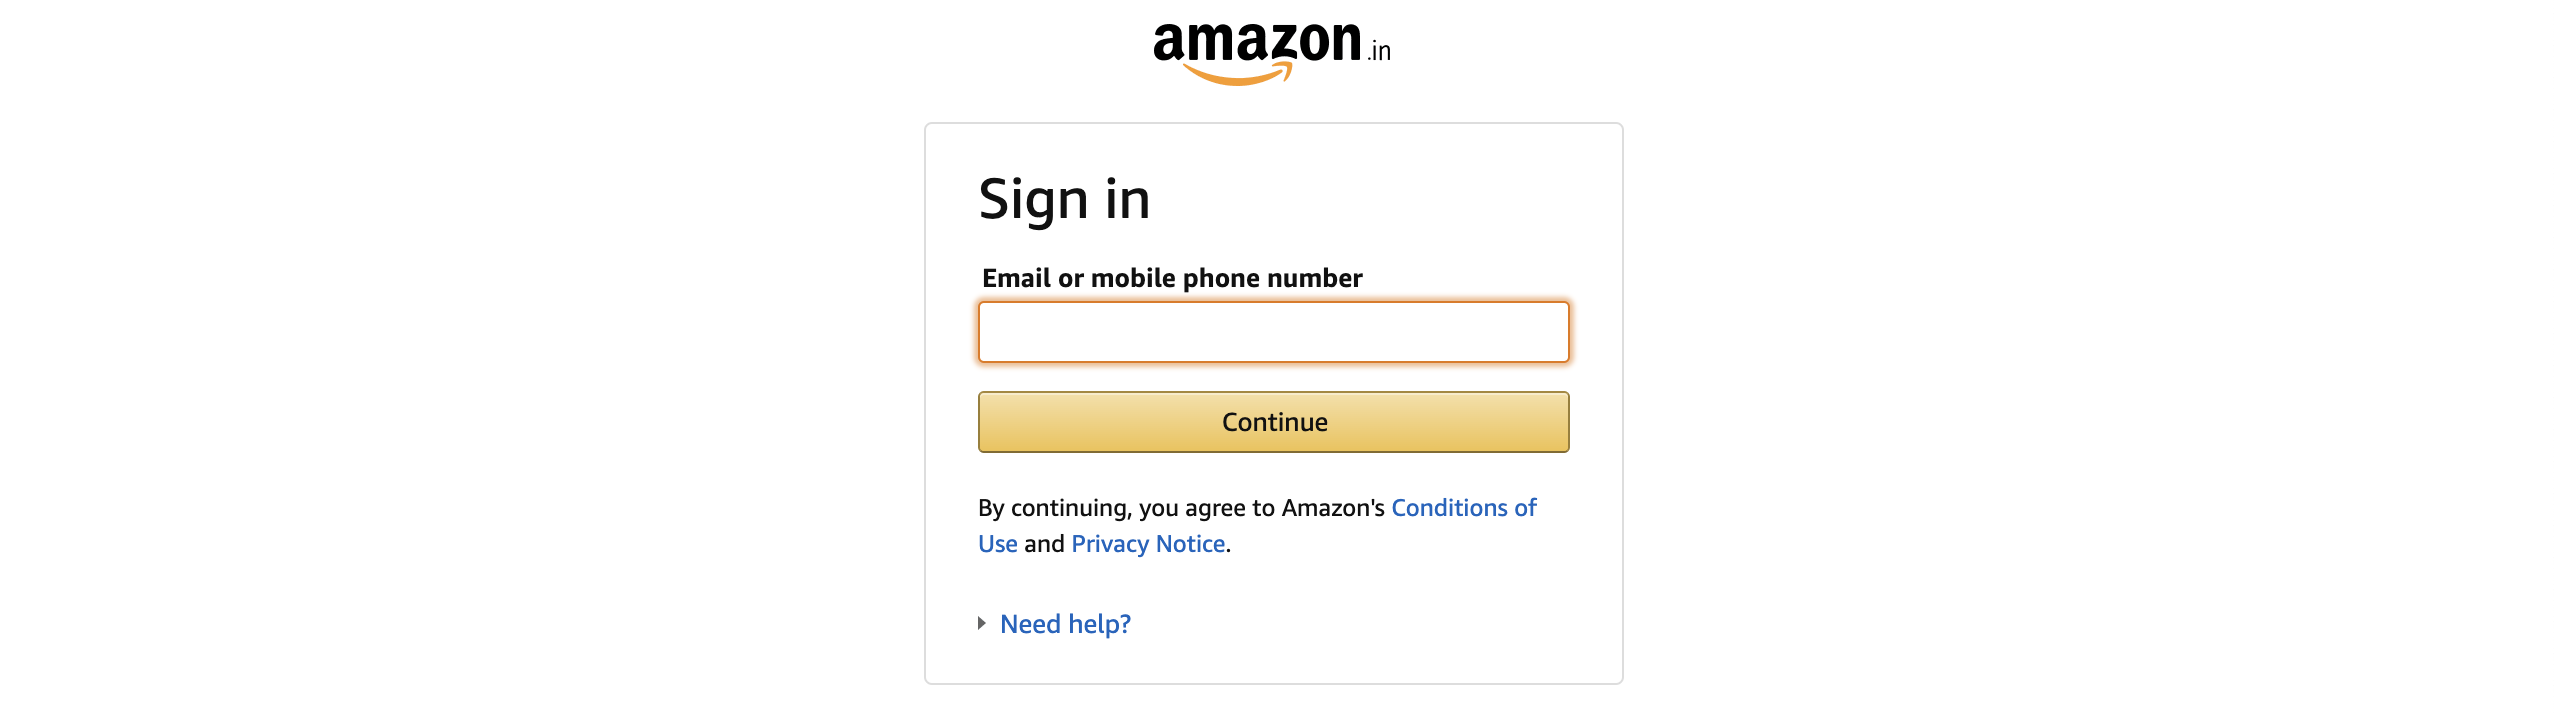 amazon.in
Sign in
Email or mobile phone number
Continue
By continuing, you agree to Amazon's Conditions of
Use and Privacy Notice.
Need help?